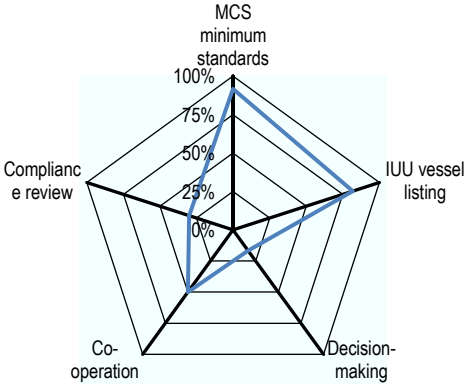 MCS
minimum
standards
100%
75%
50%
25%
0%
Complianc
e review
IUU vessel
listing
Co-
operation
Decision-
making